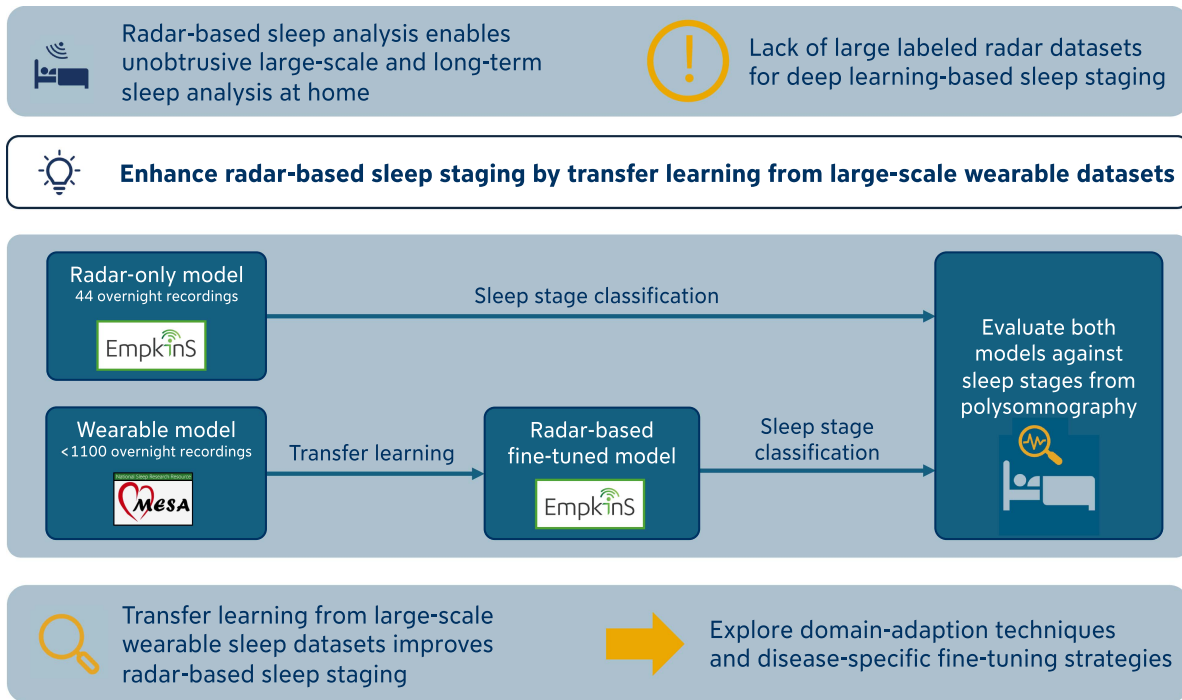 Radar-based sleep analysis enables
unobtrusive large-scale and long-term
sleep analysis at home
Lack of large labeled radar datasets
for deep learning-based sleep staging
Enhance radar-based sleep staging by transfer learning from large-scale wearable datasets
Radar-only model
44 overnight recordings
EmpkinS
Sleep stage classification
Wearable model
<1100 overnight recordings
National Sleep Research Resource
MESA
Transfer learning
Radar-based
fine-tuned model
EmpkinS
Sleep stage
classification
Evaluate both
models against
sleep stages from
polysomnography
Transfer learning from large-scale
wearable sleep datasets improves
radar-based sleep staging
Explore domain-adaption techniques
and disease-specific fine-tuning strategies